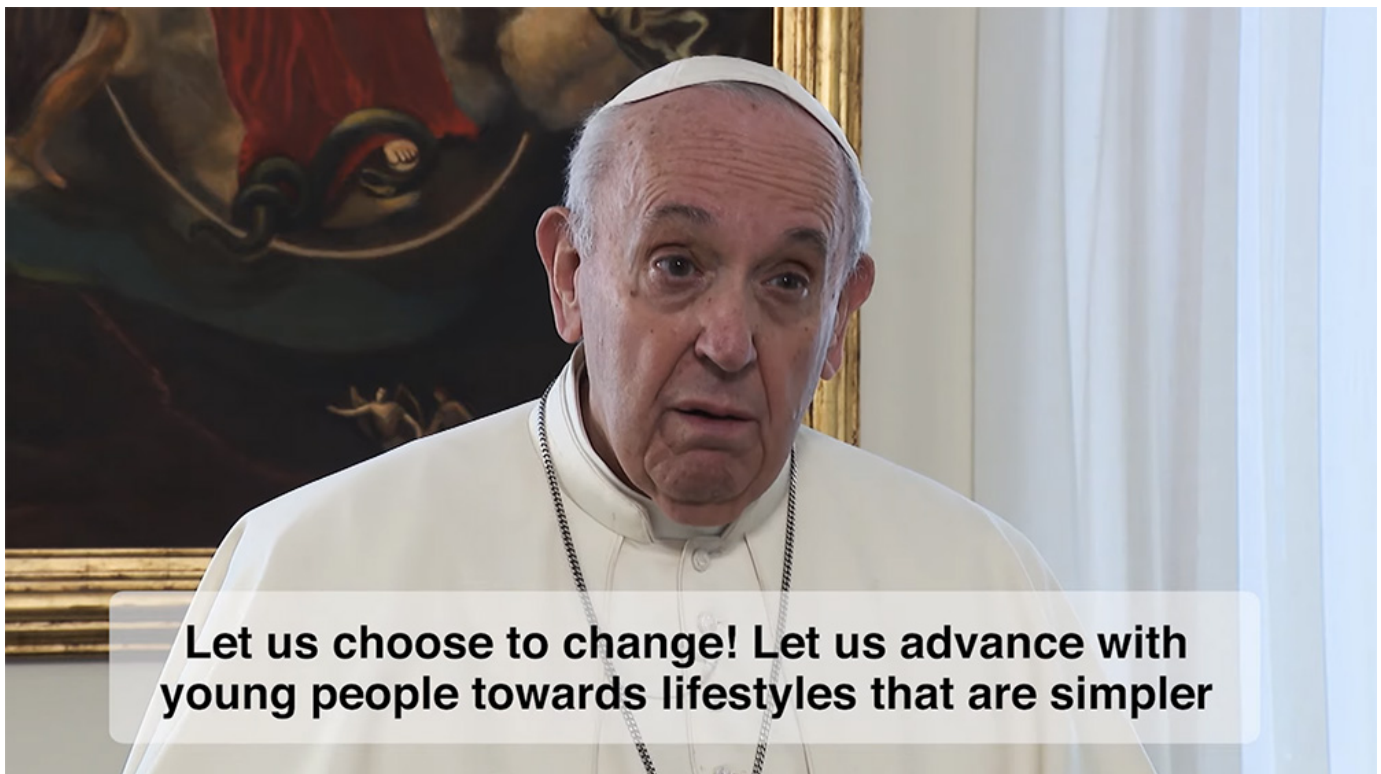 Let us choose to change! Let us advance with
young people towards lifestyles that are simpler